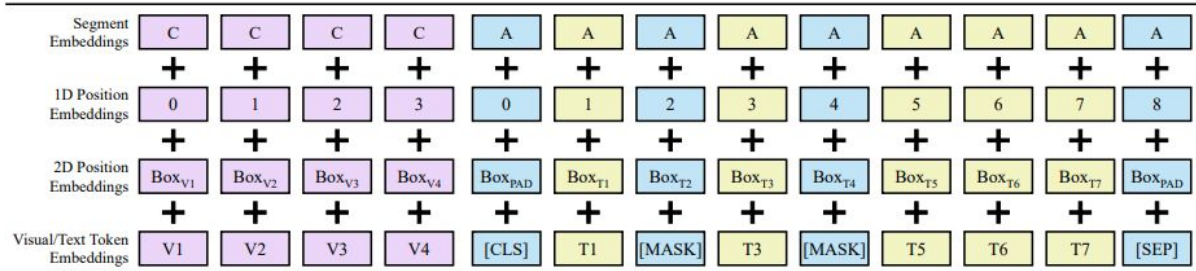 Segment Embeddings C C C C A A A A A A A A A
+ + + + + + + + + + + + +
1D Position Embeddings 0 1 2 3 0 1 2 3 4 5 6 7 8
+ + + + + + + + + + + + +
2D Position Embeddings BoxV1 BoxV2 BoxV3 BoxV4 BoxPAD BoxT1 BoxT2 BoxT3 BoxT4 BoxT5 BoxT6 BoxT7 BoxPAD
+ + + + + + + + + + + + +
Visual/Text Token Embeddings V1 V2 V3 V4 [CLS] T1 [MASK] T3 [MASK] T5 T6 T7 [SEP]